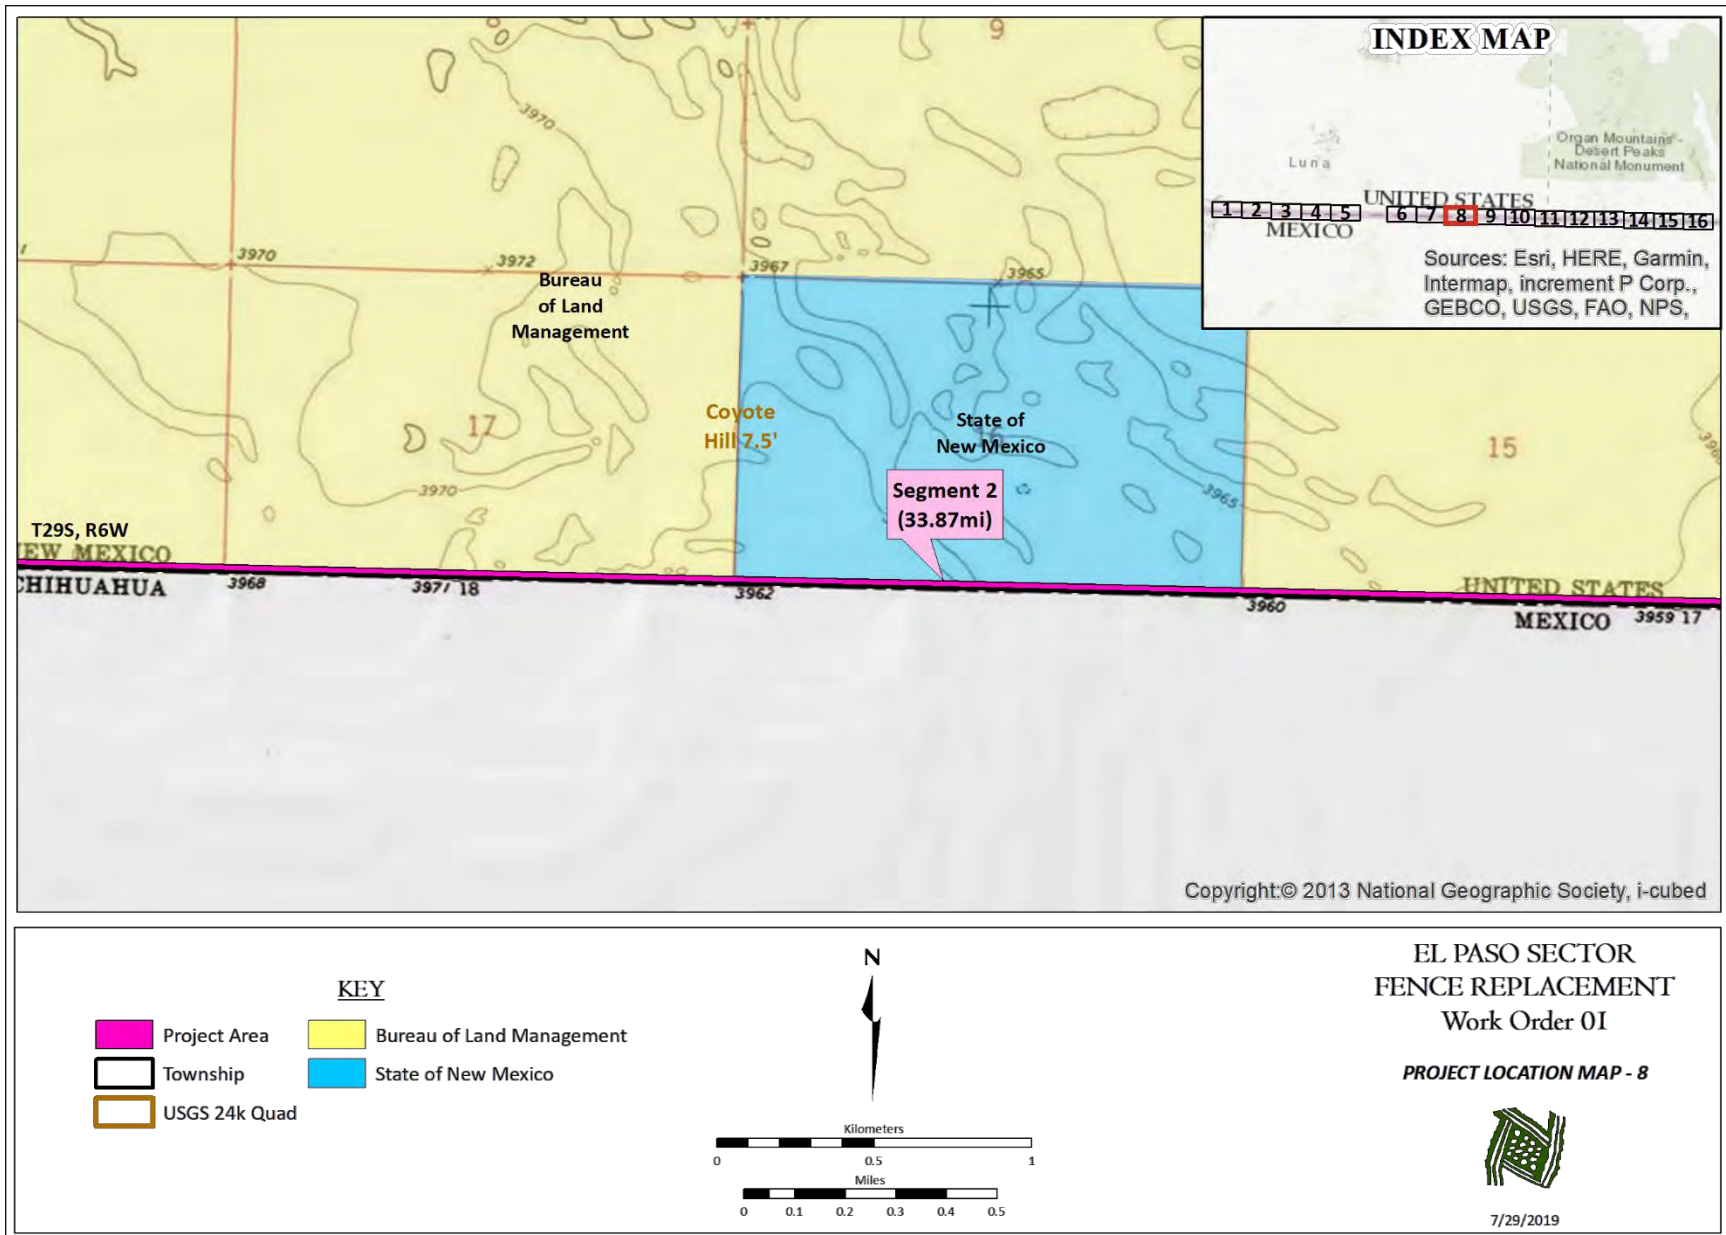 9
INDEX MAP
Organ Mountains -
Desert Peaks
National Monument
Luna
UNITED STATES
1 2 3 4 5 6 7 8 9 10 11 12 13 14 15 16
MEXICO
Sources: Esri, HERE, Garmin,
Intermap, increment P Corp.,
GEBCO, USGS, FAO, NPS,
3970
3970
3972
3967
3965
Bureau
of Land
Management
17
Coyote
Hill 7.5'
State of
New Mexico
15
3970
3965
Segment 2
(33.87mi)
T29S, R6W
NEW MEXICO
CHIHUAHUA
3968
3971 18
3962
3960
UNITED STATES
MEXICO
3959 17
Copyright:© 2013 National Geographic Society, i-cubed
KEY
Project Area
Township
USGS 24k Quad
Bureau of Land Management
State of New Mexico
N
Kilometers
0 0.5 1
Miles
0 0.1 0.2 0.3 0.4 0.5
EL PASO SECTOR
FENCE REPLACEMENT
Work Order 01
PROJECT LOCATION MAP - 8
7/29/2019